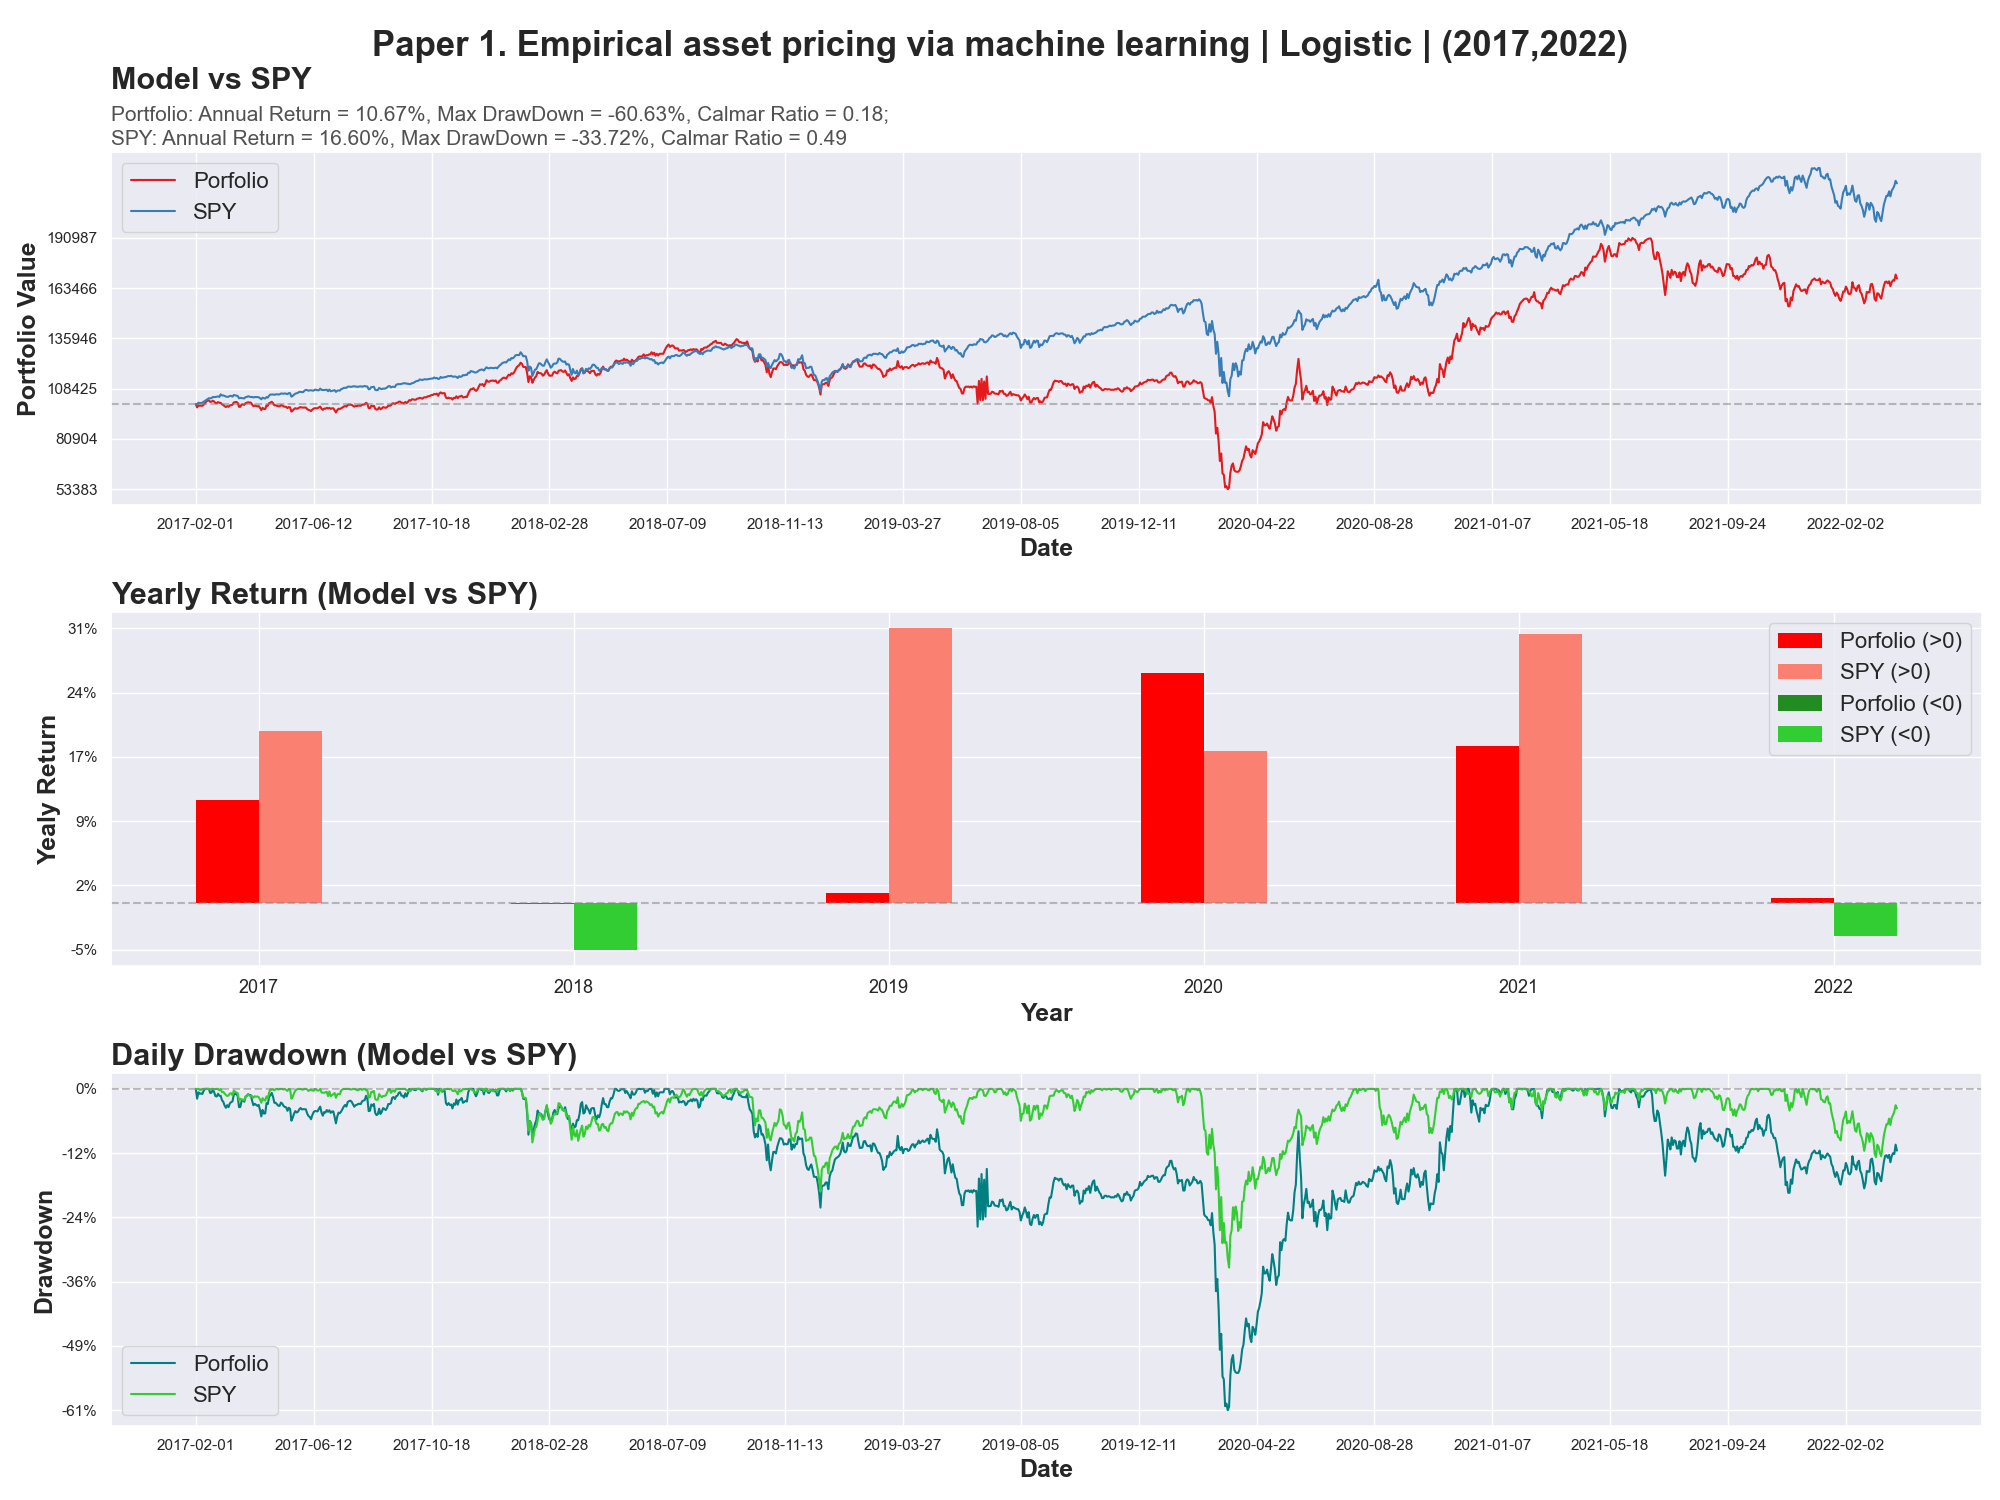 Paper 1. Empirical asset pricing via machine learning | Logistic | (2017,2022)
Model vs SPY
Portfolio: Annual Return = 10.67%, Max DrawDown = -60.63%, Calmar Ratio = 0.18;
SPY: Annual Return = 16.60%, Max DrawDown = -33.72%, Calmar Ratio = 0.49
Porfolio
SPY
Portfolio Value
190987
163466
135946
108425
80904
53383
2017-02-01 2017-06-12 2017-10-18 2018-02-28 2018-07-09 2018-11-13 2019-03-27 2019-08-05 2019-12-11 2020-04-22 2020-08-28 2021-01-07 2021-05-18 2021-09-24 2022-02-02
Date
Yearly Return (Model vs SPY)
Porfolio (>0)
SPY (>0)
Porfolio (<0)
SPY (<0)
Yealy Return
31%
24%
17%
9%
2%
-5%
2017 2018 2019 2020 2021 2022
Year
Daily Drawdown (Model vs SPY)
Drawdown
0%
-12%
-24%
-36%
-49%
-61%
Porfolio
SPY
2017-02-01 2017-06-12 2017-10-18 2018-02-28 2018-07-09 2018-11-13 2019-03-27 2019-08-05 2019-12-11 2020-04-22 2020-08-28 2021-01-07 2021-05-18 2021-09-24 2022-02-02
Date